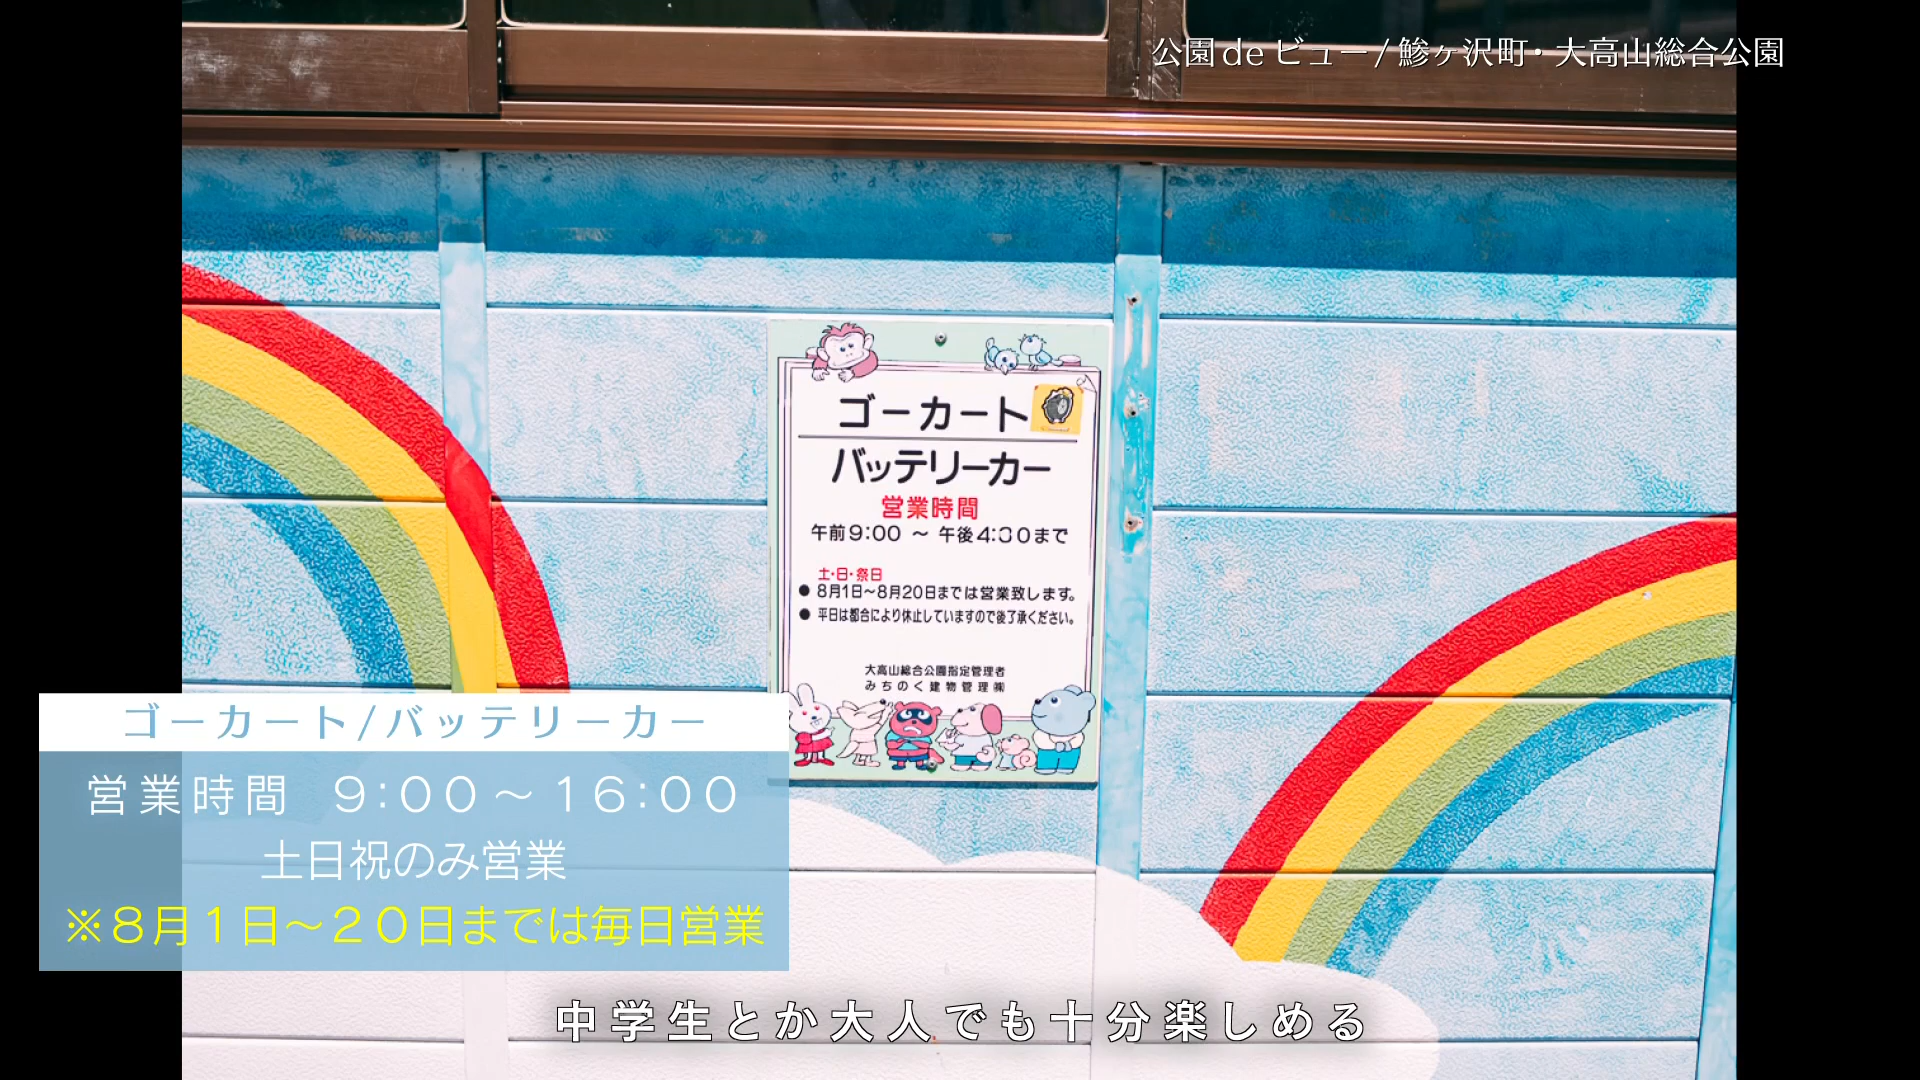 公園deビュー/鯵ヶ沢町・大高山総合公園
ゴーカート
バッテリーカー
営業時間
午前9:00 ～ 午後4:00まで
土・日・祭日
● 8月1日～8月20日までは営業致します。
● 平日は都合により休止していますので後了承ください。
大高山総合公園指定管理者
みちのく建物管理㈱
ゴーカート/バッテリーカー
営業時間　9:00～16:00
土日祝のみ営業
※8月1日～20日までは毎日営業
中学生とか大人でも十分楽しめる